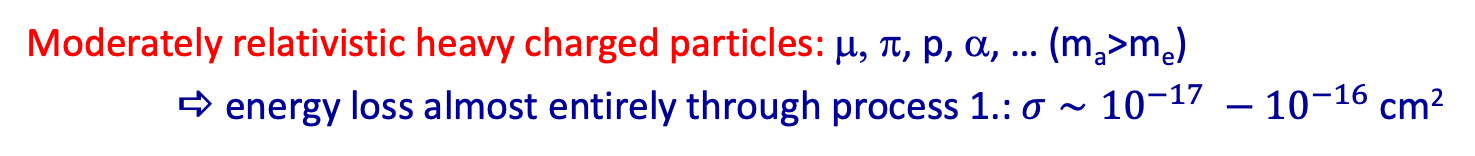 Moderately relativistic heavy charged particles: μ, π, p, α, ... (mₐ>mₑ)
⇨ energy loss almost entirely through process 1.: σ ~ 10⁻¹⁷ – 10⁻¹⁶ cm²